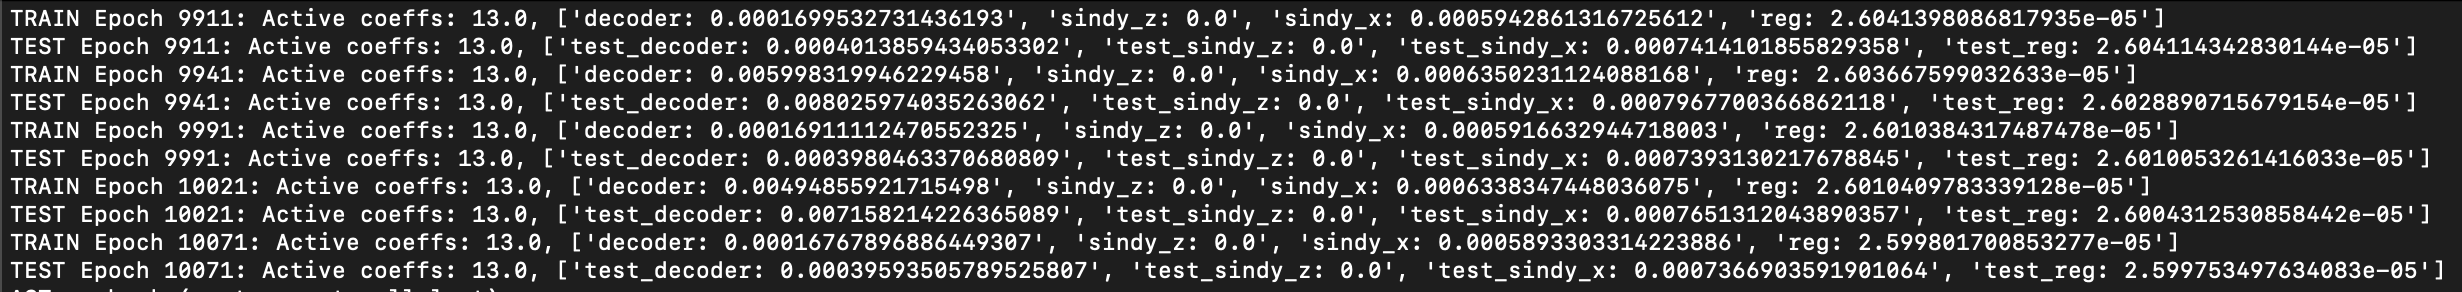 TRAIN Epoch 9911: Active coeffs: 13.0, ['decoder: 0.0001699532731436193', 'sindy_z: 0.0', 'sindy_x: 0.0005942861316725612', 'reg: 2.6041398086817935e-05']
TEST Epoch 9911: Active coeffs: 13.0, ['test_decoder: 0.0004013859434053302', 'test_sindy_z: 0.0', 'test_sindy_x: 0.0007414101855829358', 'test_reg: 2.604114342830144e-05']
TRAIN Epoch 9941: Active coeffs: 13.0, ['decoder: 0.005998319946229458', 'sindy_z: 0.0', 'sindy_x: 0.0006350231124088168', 'reg: 2.603667599032633e-05']
TEST Epoch 9941: Active coeffs: 13.0, ['test_decoder: 0.008025974035263062', 'test_sindy_z: 0.0', 'test_sindy_x: 0.0007967700366862118', 'test_reg: 2.6028890715679154e-05']
TRAIN Epoch 9991: Active coeffs: 13.0, ['decoder: 0.00016911112470552325', 'sindy_z: 0.0', 'sindy_x: 0.0005916632944718003', 'reg: 2.6010384317487478e-05']
TEST Epoch 9991: Active coeffs: 13.0, ['test_decoder: 0.0003980463370680809', 'test_sindy_z: 0.0', 'test_sindy_x: 0.0007393130217678845', 'test_reg: 2.6010053261416033e-05']
TRAIN Epoch 10021: Active coeffs: 13.0, ['decoder: 0.004948559217​15498', 'sindy_z: 0.0', 'sindy_x: 0.0006338347448036075', 'reg: 2.6010409783339128e-05']
TEST Epoch 10021: Active coeffs: 13.0, ['test_decoder: 0.007158214226365089', 'test_sindy_z: 0.0', 'test_sindy_x: 0.0007651312043890357', 'test_reg: 2.6004312530858442e-05']
TRAIN Epoch 10071: Active coeffs: 13.0, ['decoder: 0.000167678968864493​07', 'sindy_z: 0.0', 'sindy_x: 0.0005893303314223886', 'reg: 2.599801700853277e-05']
TEST Epoch 10071: Active coeffs: 13.0, ['test_decoder: 0.00039593505789525807', 'test_sindy_z: 0.0', 'test_sindy_x: 0.0007366903591901064', 'test_reg: 2.599753497634083e-05']